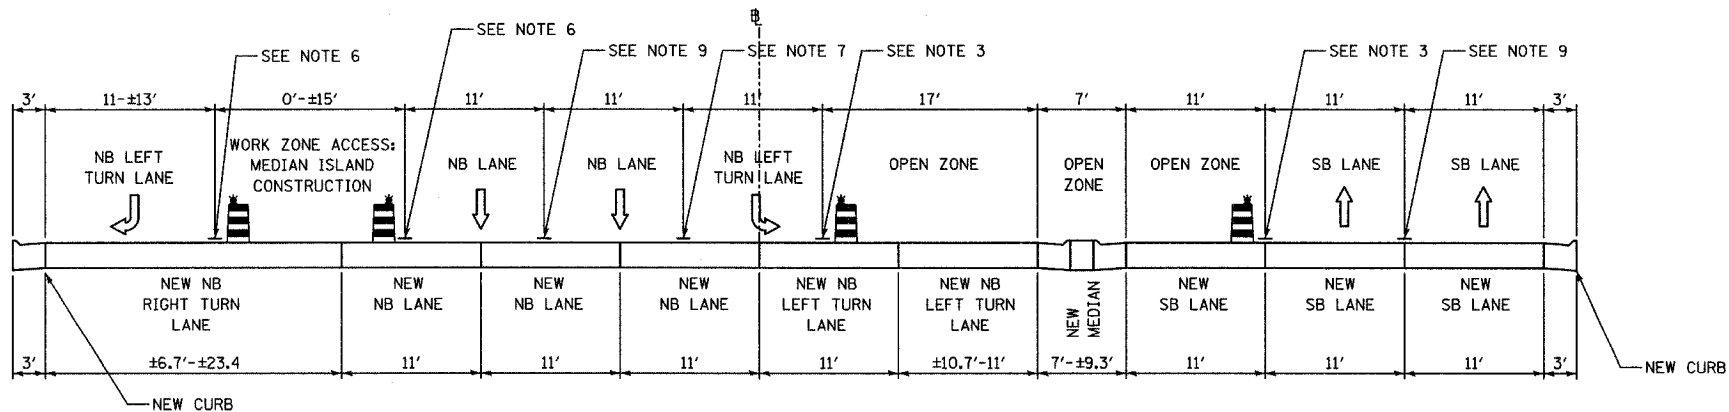 ℄
SEE NOTE 6
SEE NOTE 6
SEE NOTE 9
SEE NOTE 7
SEE NOTE 3
SEE NOTE 3
SEE NOTE 9
3' 11-±13' 0'-±15' 11' 11' 11' 17' 7' 11' 11' 11' 3'
NB LEFT
TURN LANE
WORK ZONE ACCESS:
MEDIAN ISLAND
CONSTRUCTION
NB LANE
NB LANE
NB LEFT
TURN LANE
OPEN ZONE
OPEN
ZONE
OPEN ZONE
SB LANE
SB LANE
NEW NB
RIGHT TURN
LANE
NEW
NB LANE
NEW
NB LANE
NEW
NB LANE
NEW NB
LEFT TURN
LANE
NEW NB
LEFT TURN
LANE
NEW
MEDIAN
NEW
SB LANE
NEW
SB LANE
NEW
SB LANE
3' ±6.7'-±23.4 11' 11' 11' 11' ±10.7'-11' 7'-±9.3' 11' 11' 11' 3'
NEW CURB
NEW CURB